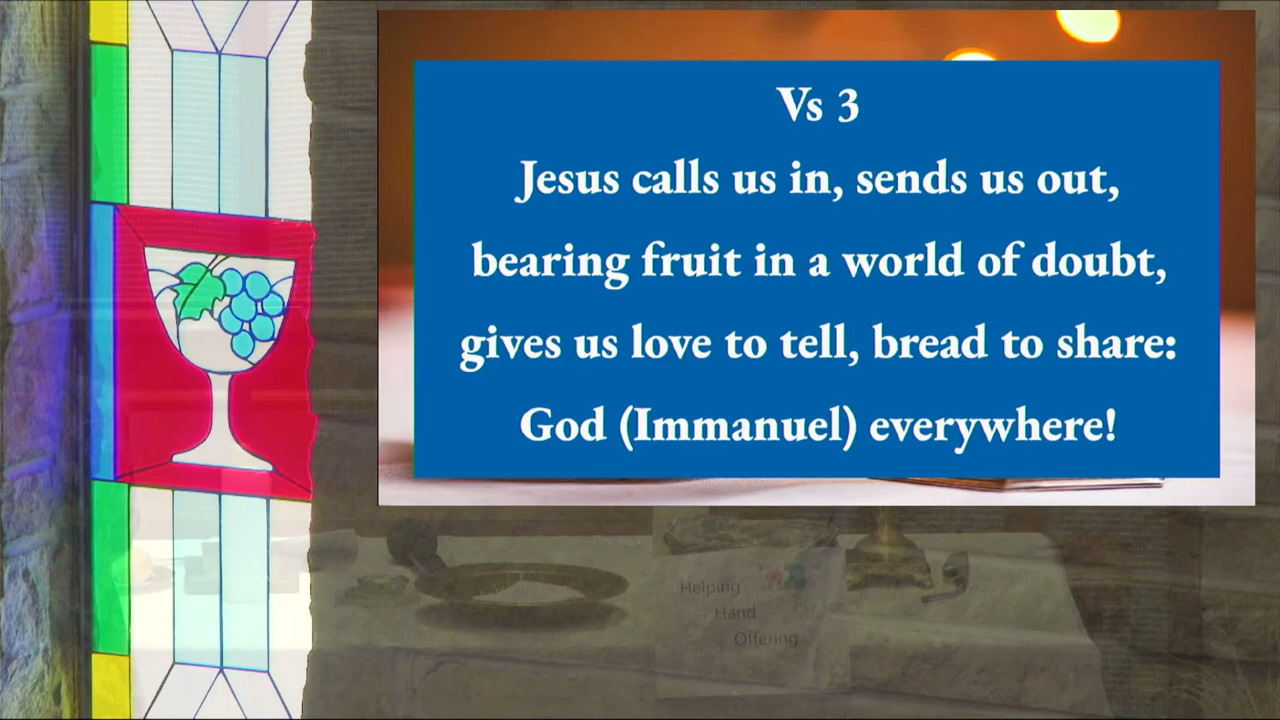 Vs 3
Jesus calls us in, sends us out,
bearing fruit in a world of doubt,
gives us love to tell, bread to share:
God (Immanuel) everywhere!
Helping
Hand
Offering